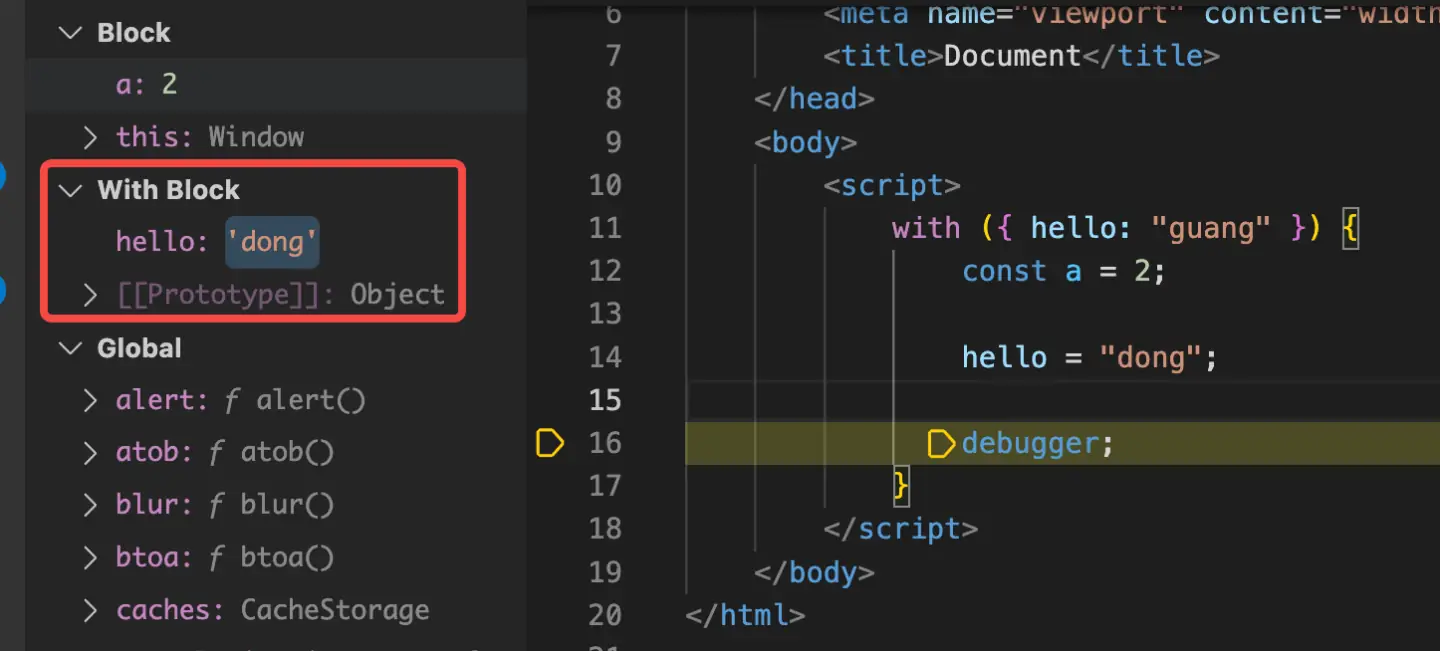 Block
a: 2
this: Window
With Block
hello: 'dong'
[[Prototype]]: Object
Global
alert: ƒ alert()
atob: ƒ atob()
blur: ƒ blur()
btoa: ƒ btoa()
caches: CacheStorage
6 <meta name="viewport" content="width
7 <title>Document</title>
8 </head>
9 <body>
10 <script>
11 with ({ hello: "guang" }) {
12 const a = 2;
13
14 hello = "dong";
15
16 debugger;
17 }
18 </script>
19 </body>
20 </html>